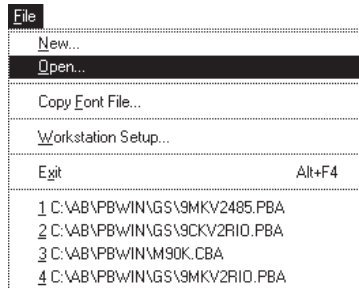 File
New...
Open...
Copy Font File...
Workstation Setup...
Exit Alt+F4
1 C:\AB\PBWIN\GS\9MKV2485.PBA
2 C:\AB\PBWIN\GS\9CKV2RIO.PBA
3 C:\AB\PBWIN\M90K.CBA
4 C:\AB\PBWIN\GS\9MKV2RIO.PBA